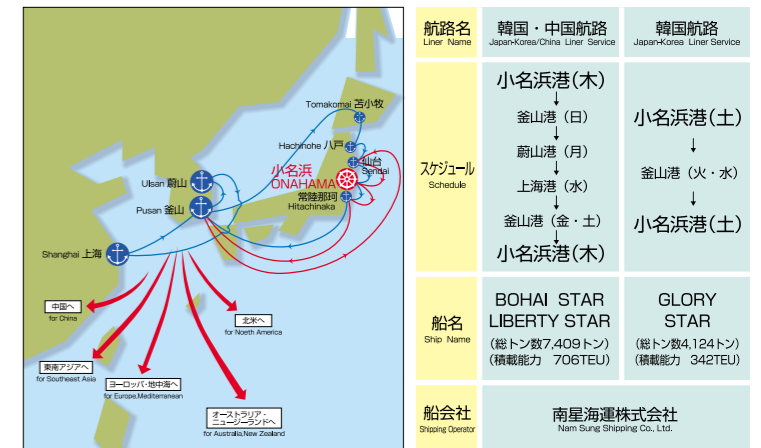 Tomakomai 苫小牧
Hachinohe 八戸
仙台
Sendai
小名浜
ONAHAMA
常陸那珂
Hitachinaka
Ulsan 蔚山
Pusan 釜山
Shanghai 上海
中国へ
for China
北米へ
for Noeth America
東南アジアへ
for Southeast Asia
ヨーロッパ・地中海へ
for Europe,Mediterranean
オーストラリア・
ニュージーランドへ
for Australia,New Zealand
航路名
Liner Name
韓国・中国航路
Japan-Korea/China Liner Service
韓国航路
Japan-Korea Liner Service
スケジュール
Schedule
小名浜港(木)
↓
釜山港(日)
↓
蔚山港(月)
↓
上海港(水)
↓
釜山港(金・土)
↓
小名浜港(木)
小名浜港(土)
↓
釜山港(火・水)
↓
小名浜港(土)
船名
Ship Name
BOHAI STAR
LIBERTY STAR
(総トン数7,409トン)
(積載能力 706TEU)
GLORY
STAR
(総トン数4,124トン)
(積載能力 342TEU)
船会社
Shipping Operator
南星海運株式会社
Nam Sung Shipping Co., Ltd.